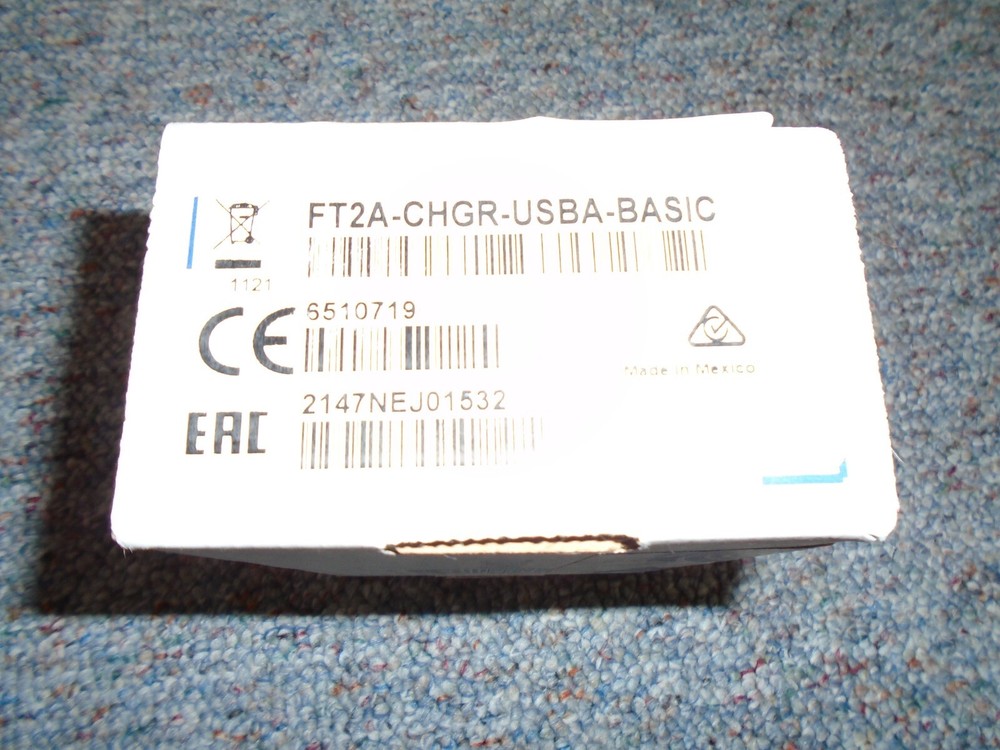 FT2A-CHGR-USBA-BASIC
1121
6510719
CE
Made in Mexico
2147NEJ01532
EAC